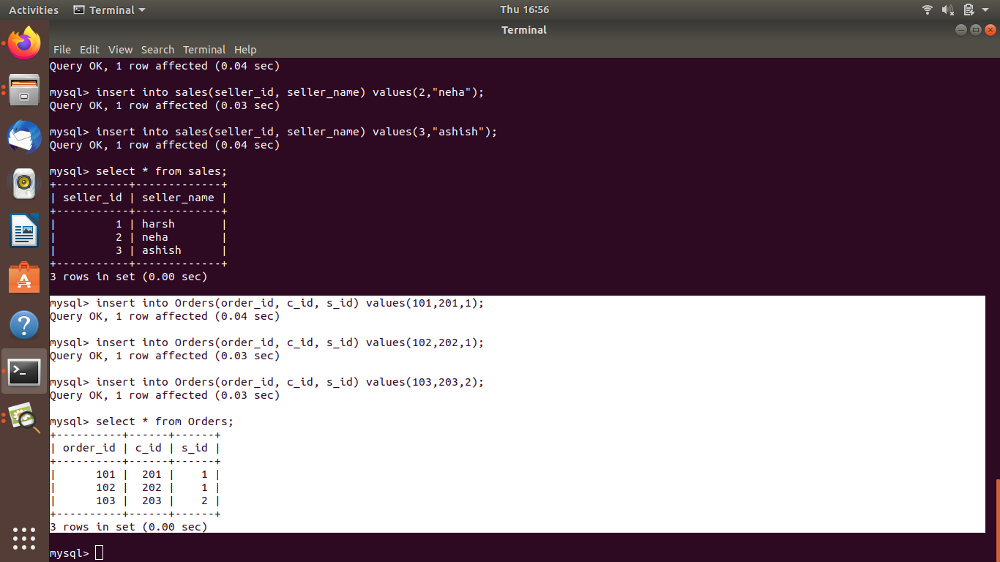 Activities Terminal Thu 16:56
Terminal
File Edit View Search Terminal Help
Query OK, 1 row affected (0.04 sec)
mysql> insert into sales(seller_id, seller_name) values(2,"neha");
Query OK, 1 row affected (0.03 sec)
mysql> insert into sales(seller_id, seller_name) values(3,"ashish");
Query OK, 1 row affected (0.04 sec)
mysql> select * from sales;
+-----------+-------------+
| seller_id | seller_name |
+-----------+-------------+
|         1 | harsh       |
|         2 | neha        |
|         3 | ashish      |
+-----------+-------------+
3 rows in set (0.00 sec)
mysql> insert into Orders(order_id, c_id, s_id) values(101,201,1);
Query OK, 1 row affected (0.04 sec)
mysql> insert into Orders(order_id, c_id, s_id) values(102,202,1);
Query OK, 1 row affected (0.03 sec)
mysql> insert into Orders(order_id, c_id, s_id) values(103,203,2);
Query OK, 1 row affected (0.03 sec)
mysql> select * from Orders;
+----------+------+------+
| order_id | c_id | s_id |
+----------+------+------+
|      101 |  201 |    1 |
|      102 |  202 |    1 |
|      103 |  203 |    2 |
+----------+------+------+
3 rows in set (0.00 sec)
mysql>